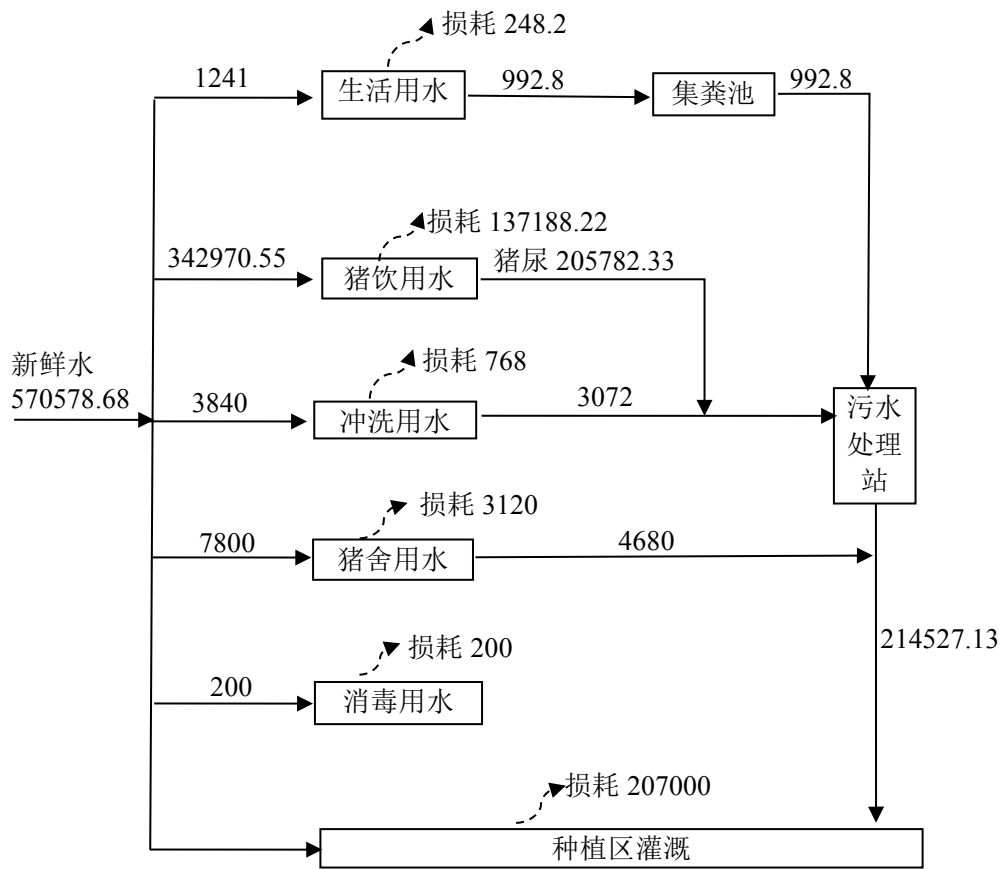 损耗 248.2
1241
生活用水
992.8
集粪池
992.8
损耗 137188.22
342970.55
猪饮用水
猪尿 205782.33
新鲜水
570578.68
损耗 768
3840
冲洗用水
3072
污水
处理
站
损耗 3120
7800
猪舍用水
4680
214527.13
损耗 200
200
消毒用水
损耗 207000
种植区灌溉